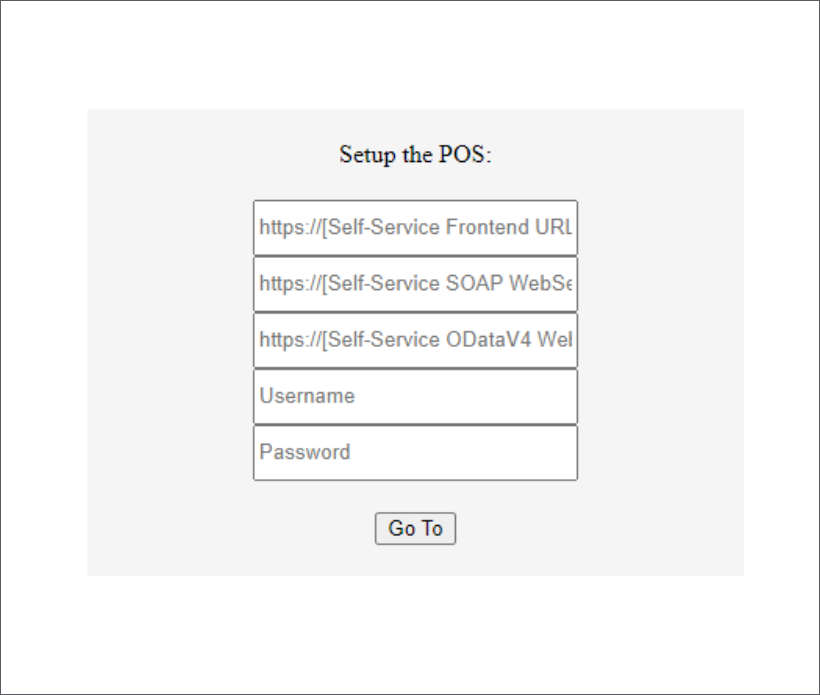 Setup the POS:
https://[Self-Service Frontend URL
https://[Self-Service SOAP WebSe
https://[Self-Service ODataV4 Wel
Username
Password
Go To